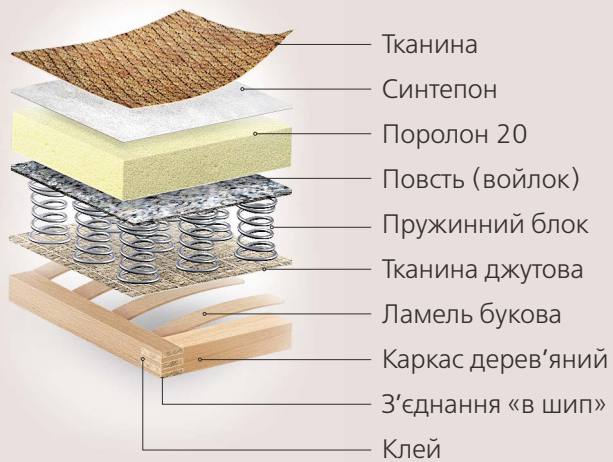 Тканина
Синтепон
Поролон 20
Повсть (войлок)
Пружинний блок
Тканина джутова
Ламель букова
Каркас дерев’яний
З’єднання «в шип»
Клей